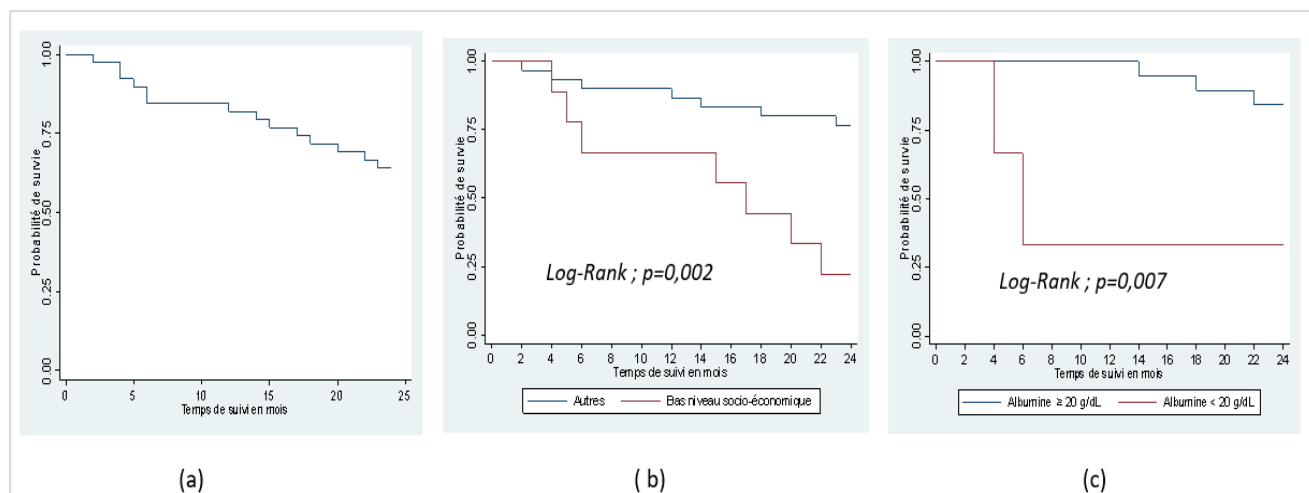 Probabilité de survie
1.00
0.75
0.50
0.25
0.00
0 5 10 15 20 25
Temps de suivi en mois
(a)
Probabilité de survie
1.00
0.75
0.50
0.25
0.00
Log-Rank ; p=0,002
0 2 4 6 8 10 12 14 16 18 20 22 24
Temps de suivi en mois
Autres Bas niveau socio-économique
( b)
Probabilité de survie
1.00
0.75
0.50
0.25
0.00
Log-Rank ; p=0,007
0 2 4 6 8 10 12 14 16 18 20 22 24
Temps de suivi en mois
Albumine ≥ 20 g/dL Albumine < 20 g/dL
(c)